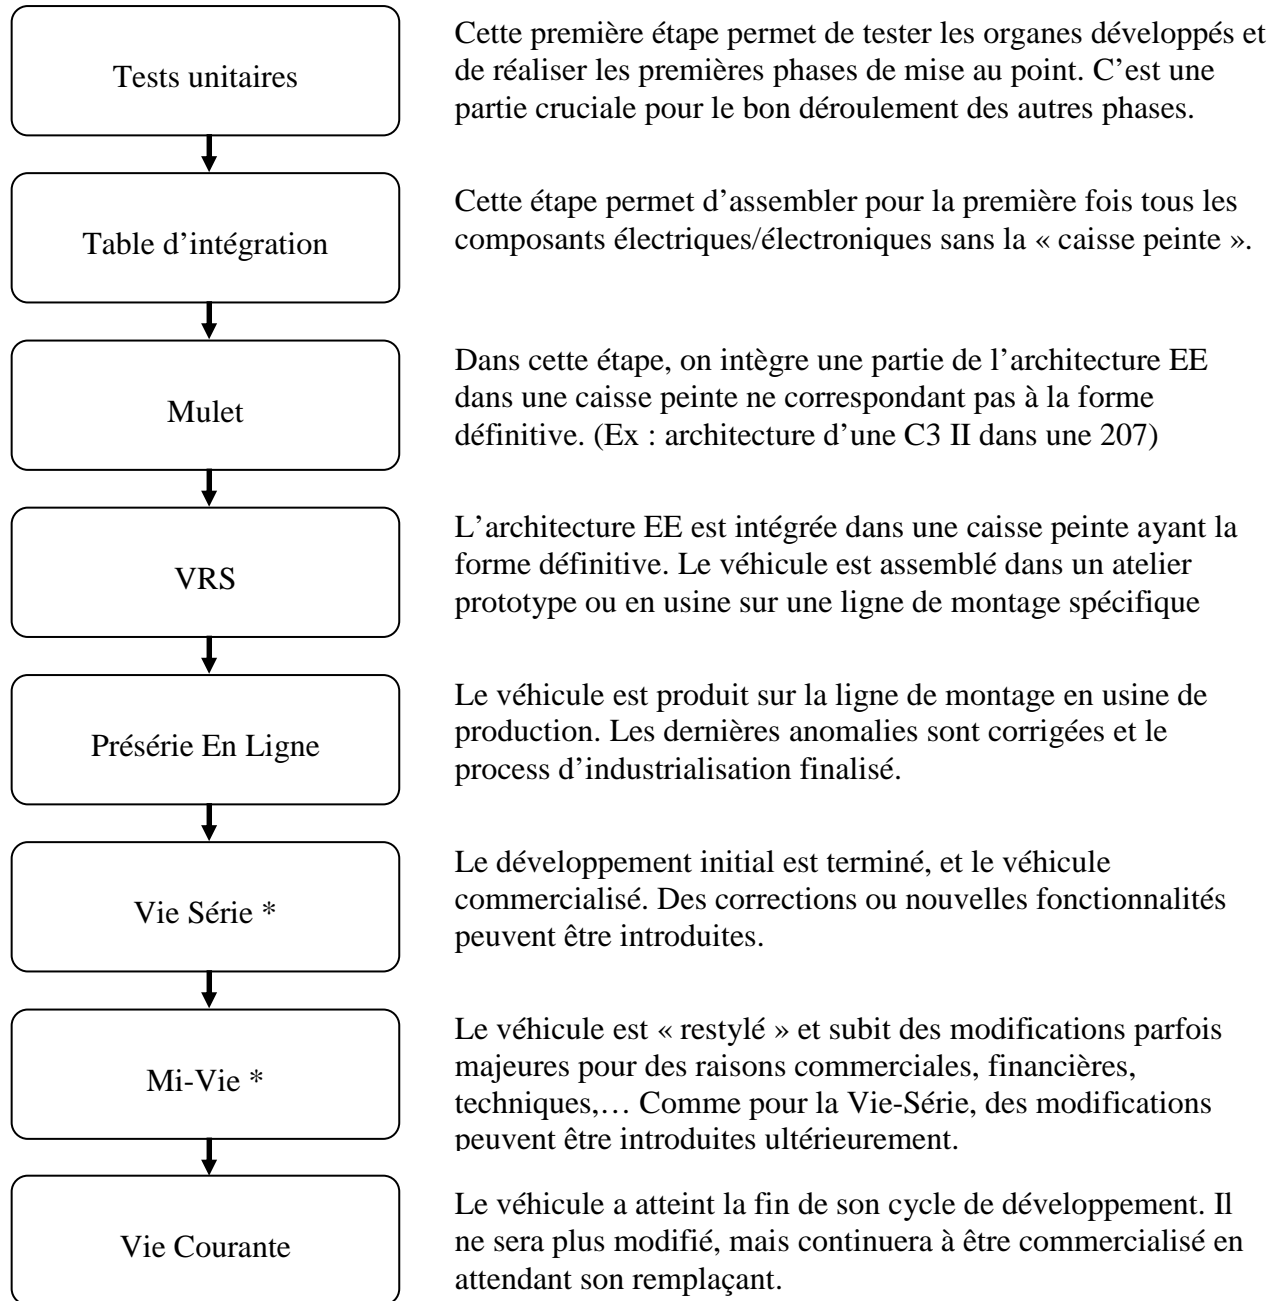 Tests unitaires
Cette première étape permet de tester les organes développés et
de réaliser les premières phases de mise au point. C’est une
partie cruciale pour le bon déroulement des autres phases.
Table d’intégration
Cette étape permet d’assembler pour la première fois tous les
composants électriques/électroniques sans la « caisse peinte ».
Mulet
Dans cette étape, on intègre une partie de l’architecture EE
dans une caisse peinte ne correspondant pas à la forme
définitive. (Ex : architecture d’une C3 II dans une 207)
VRS
L’architecture EE est intégrée dans une caisse peinte ayant la
forme définitive. Le véhicule est assemblé dans un atelier
prototype ou en usine sur une ligne de montage spécifique
Présérie En Ligne
Le véhicule est produit sur la ligne de montage en usine de
production. Les dernières anomalies sont corrigées et le
process d’industrialisation finalisé.
Vie Série *
Le développement initial est terminé, et le véhicule
commercialisé. Des corrections ou nouvelles fonctionnalités
peuvent être introduites.
Mi-Vie *
Le véhicule est « restylé » et subit des modifications parfois
majeures pour des raisons commerciales, financières,
techniques,… Comme pour la Vie-Série, des modifications
peuvent être introduites ultérieurement.
Vie Courante
Le véhicule a atteint la fin de son cycle de développement. Il
ne sera plus modifié, mais continuera à être commercialisé en
attendant son remplaçant.